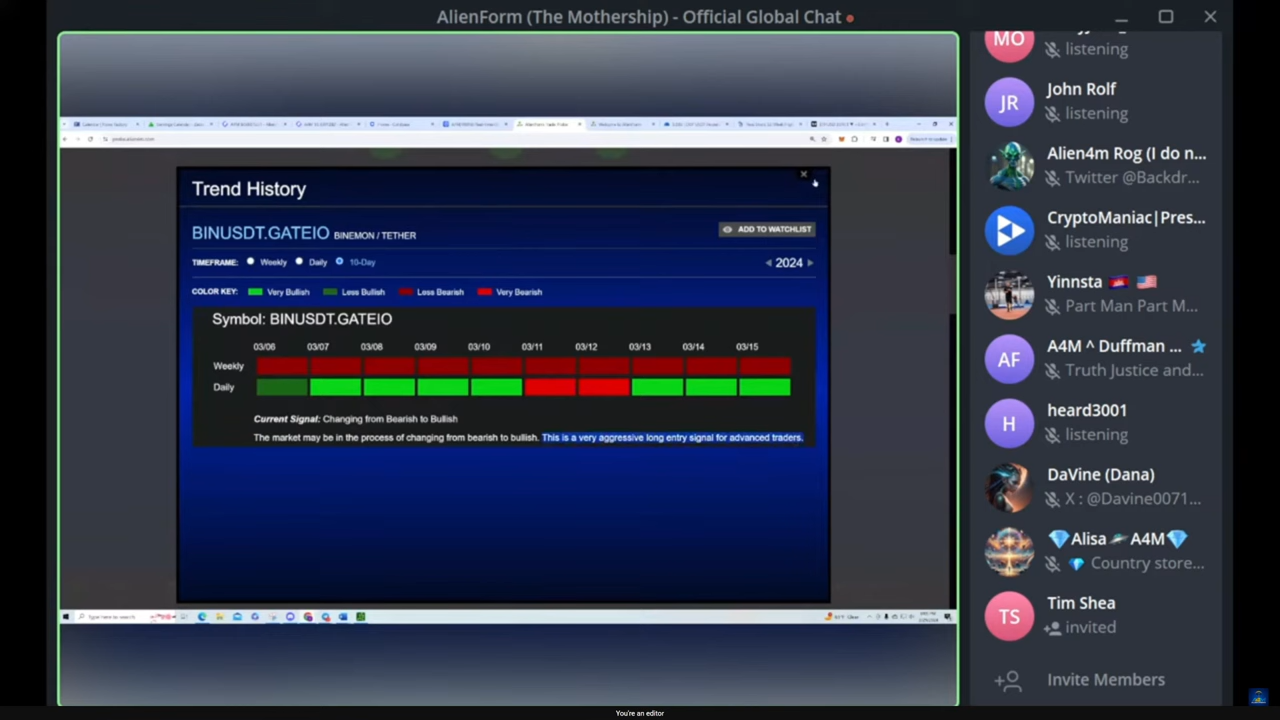 AlienForm (The Mothership) - Official Global Chat
Trend History
BINUSDT.GATEIO BINEMON / TETHER
ADD TO WATCHLIST
TIMEFRAME: Weekly Daily 10-Day
2024
COLOR KEY: Very Bullish Less Bullish Less Bearish Very Bearish
Symbol: BINUSDT.GATEIO
03/06 03/07 03/08 03/09 03/10 03/11 03/12 03/13 03/14 03/15
Weekly
Daily
Current Signal: Changing from Bearish to Bullish
The market may be in the process of changing from bearish to bullish. This is a very aggressive long entry signal for advanced traders.
Type here to search
MO
listening
JR
John Rolf
listening
Alien4m Rog (I do n...
Twitter @Backdr...
CryptoManiac|Pres...
listening
Yinnsta
Part Man Part M...
AF
A4M ^ Duffman ...
Truth Justice and...
H
heard3001
listening
DaVine (Dana)
X : @Davine0071...
Alisa A4M
Country store...
TS
Tim Shea
invited
Invite Members
You're an editor